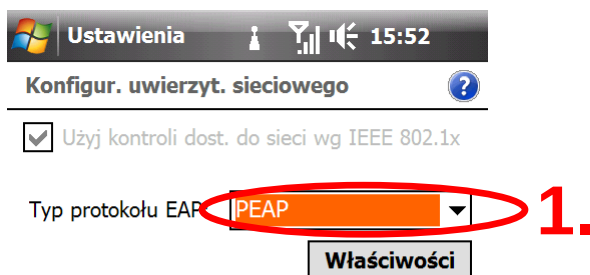 Ustawienia 15:52
Konfigur. uwierzyt. sieciowego ?
Użyj kontroli dost. do sieci wg IEEE 802.1x
Typ protokołu EAP: PEAP 1.
Właściwości